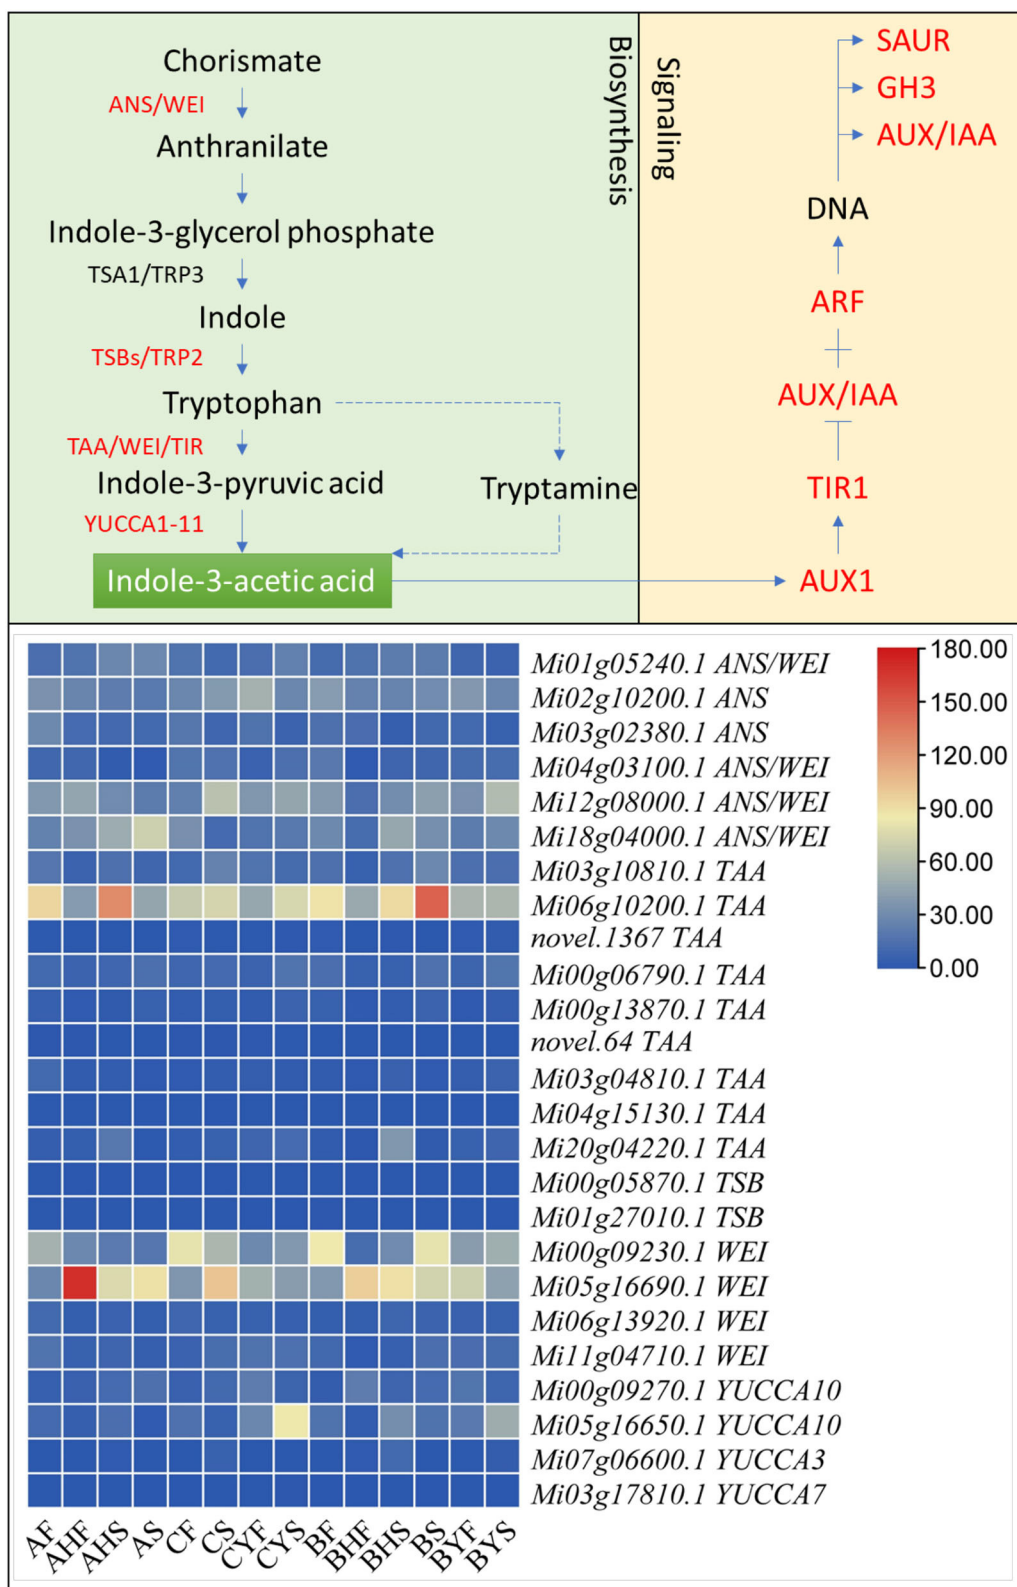 Chorismate
ANS/WEI
Anthranilate
Indole-3-glycerol phosphate
TSA1/TRP3
Indole
TSBs/TRP2
Tryptophan
TAA/WEI/TIR
Indole-3-pyruvic acid
YUCCA1-11
Indole-3-acetic acid
Tryptamine
Biosynthesis
Signaling
SAUR
GH3
AUX/IAA
DNA
ARF
AUX/IAA
TIR1
AUX1
Mi01g05240.1 ANS/WEI
Mi02g10200.1 ANS
Mi03g02380.1 ANS
Mi04g03100.1 ANS/WEI
Mi12g08000.1 ANS/WEI
Mi18g04000.1 ANS/WEI
Mi03g10810.1 TAA
Mi06g10200.1 TAA
novel.1367 TAA
Mi00g06790.1 TAA
Mi00g13870.1 TAA
novel.64 TAA
Mi03g04810.1 TAA
Mi04g15130.1 TAA
Mi20g04220.1 TAA
Mi00g05870.1 TSB
Mi01g27010.1 TSB
Mi00g09230.1 WEI
Mi05g16690.1 WEI
Mi06g13920.1 WEI
Mi11g04710.1 WEI
Mi00g09270.1 YUCCA10
Mi05g16650.1 YUCCA10
Mi07g06600.1 YUCCA3
Mi03g17810.1 YUCCA7
180.00
150.00
120.00
90.00
60.00
30.00
0.00
AF AHF AHS AS CF CS CYF CYS BF BHF BHS BS BYF BYS